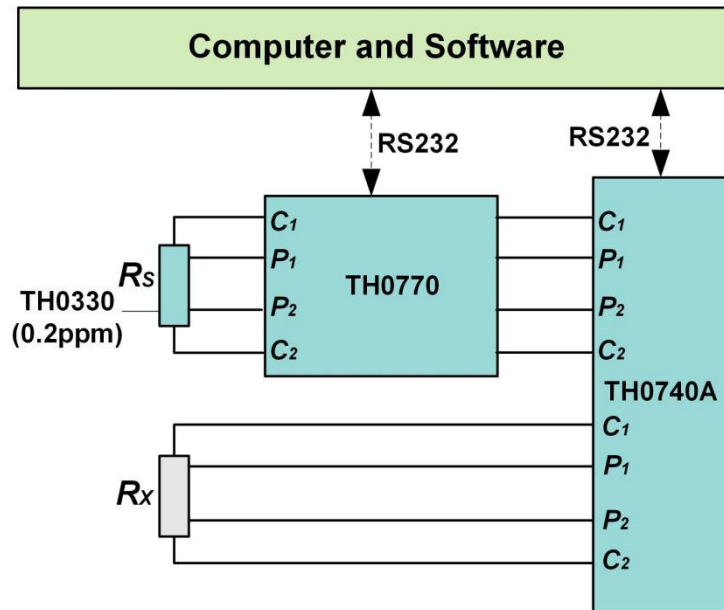 Computer and Software
RS232
RS232
C1
P1
P2
C2
RS
TH0330
(0.2ppm)
TH0770
C1
P1
P2
C2
TH0740A
RX
C1
P1
P2
C2